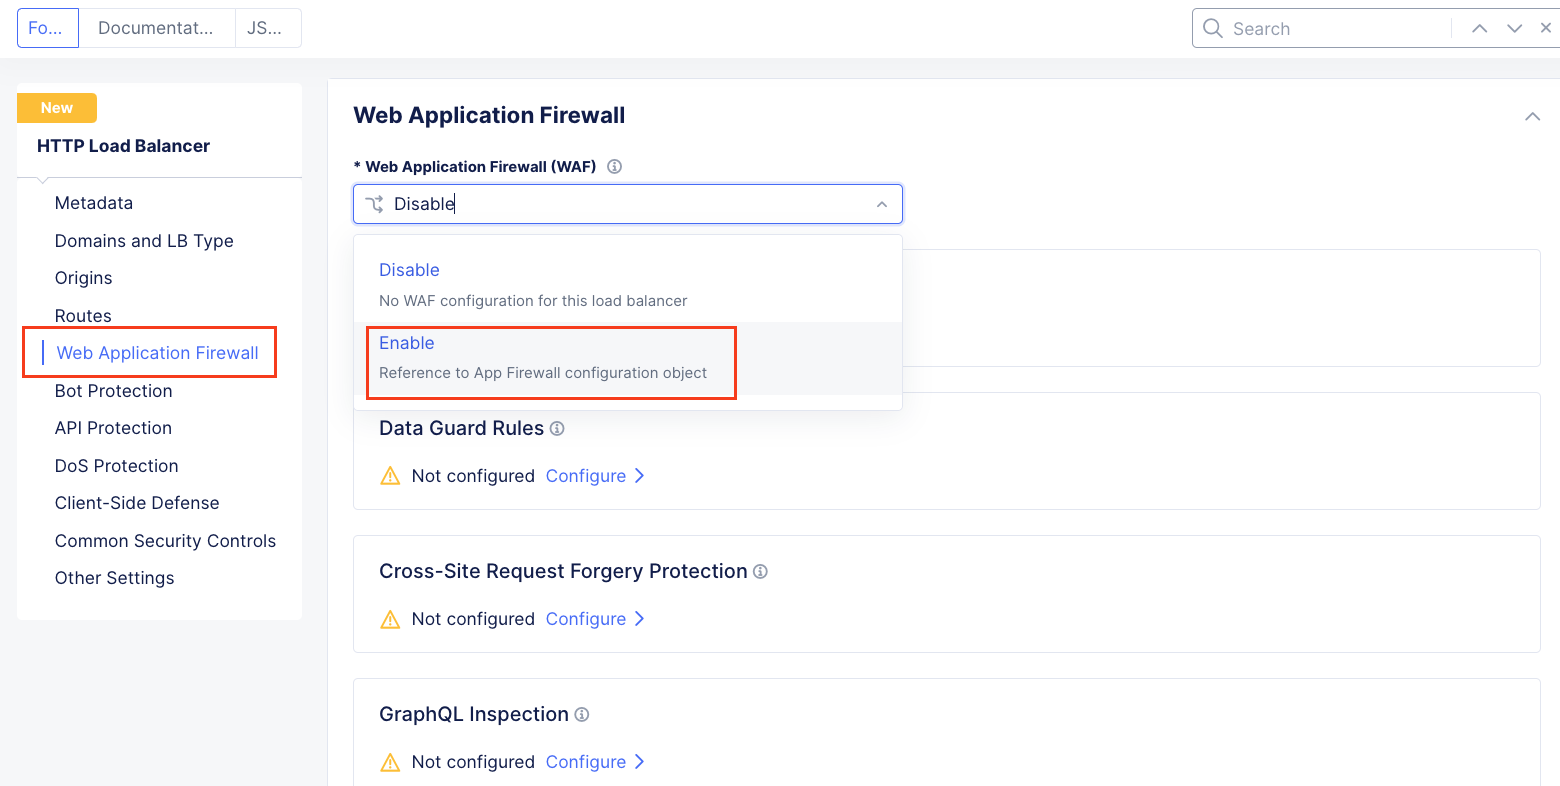 Fo...
Documentat...
JS...
Search
New
HTTP Load Balancer
Metadata
Domains and LB Type
Origins
Routes
Web Application Firewall
Bot Protection
API Protection
DoS Protection
Client-Side Defense
Common Security Controls
Other Settings
Web Application Firewall
* Web Application Firewall (WAF)
Disable
Disable
No WAF configuration for this load balancer
Enable
Reference to App Firewall configuration object
Data Guard Rules
Not configured Configure
Cross-Site Request Forgery Protection
Not configured Configure
GraphQL Inspection
Not configured Configure